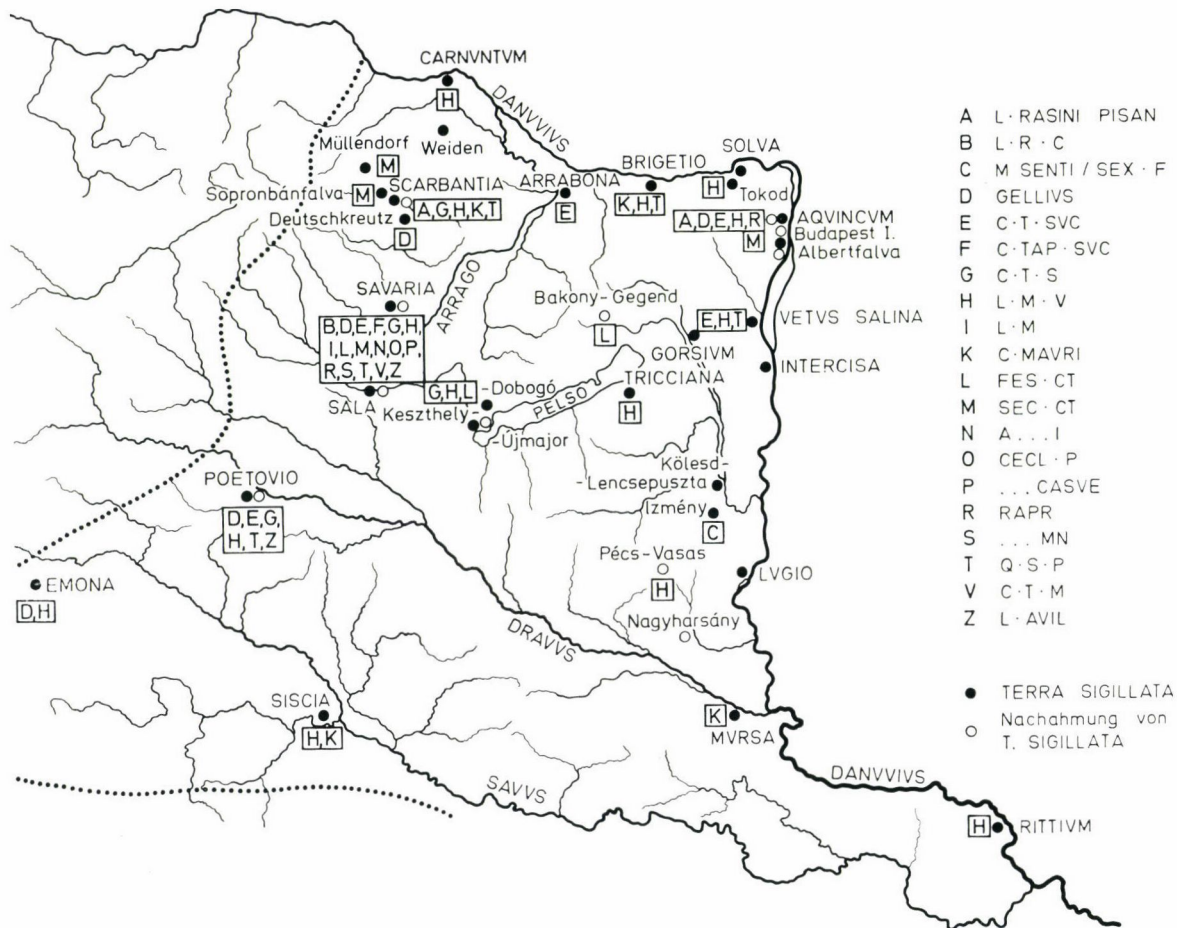 CARNVNTVM
H
DANVVIVS
Müllendorf
M
Weiden
SOLVA
BRIGETIO
H
Tokod
Sopronbánfalva
M
SCARBANTIA
A,G,H,K,T
ARRABONA
E
K,H,T
Deutschkreutz
D
A,D,E,H,R
AQVINCVM
Budapest I.
M
Albertfalva
SAVARIA
B,D,E,F,G,H,
I,L,M,N,O,P,
R,S,T,V,Z
ARRAGO
Bakony-Gegend
L
E,H,T
VETVS SALINA
GORSIVM
INTERCISA
SALA
G,H,L
-Dobogó
Keszthely-
-Újmajor
PELSO
TRICCIANA
H
POETOVIO
D,E,G,
H,T,Z
Kölesd-
-Lencsepuszta
Izmény
C
Pécs-Vasas
H
LVGIO
Nagyharsány
EMONA
D,H
DRAVVS
SISCIA
H,K
K
MVRSA
SAVVS
DANVVIVS
H
RITTIVM
A L·RASINI PISAN
B L·R·C
C M SENTI / SEX·F
D GELLIVS
E C·T·SVC
F C·TAP·SVC
G C·T·S
H L·M·V
I L·M
K C·MAVRI
L FES·CT
M SEC·CT
N A...I
O CECL·P
P ...CASVE
R RAPR
S ...MN
T Q·S·P
V C·T·M
Z L·AVIL
● TERRA SIGILLATA
○ Nachahmung von
T. SIGILLATA